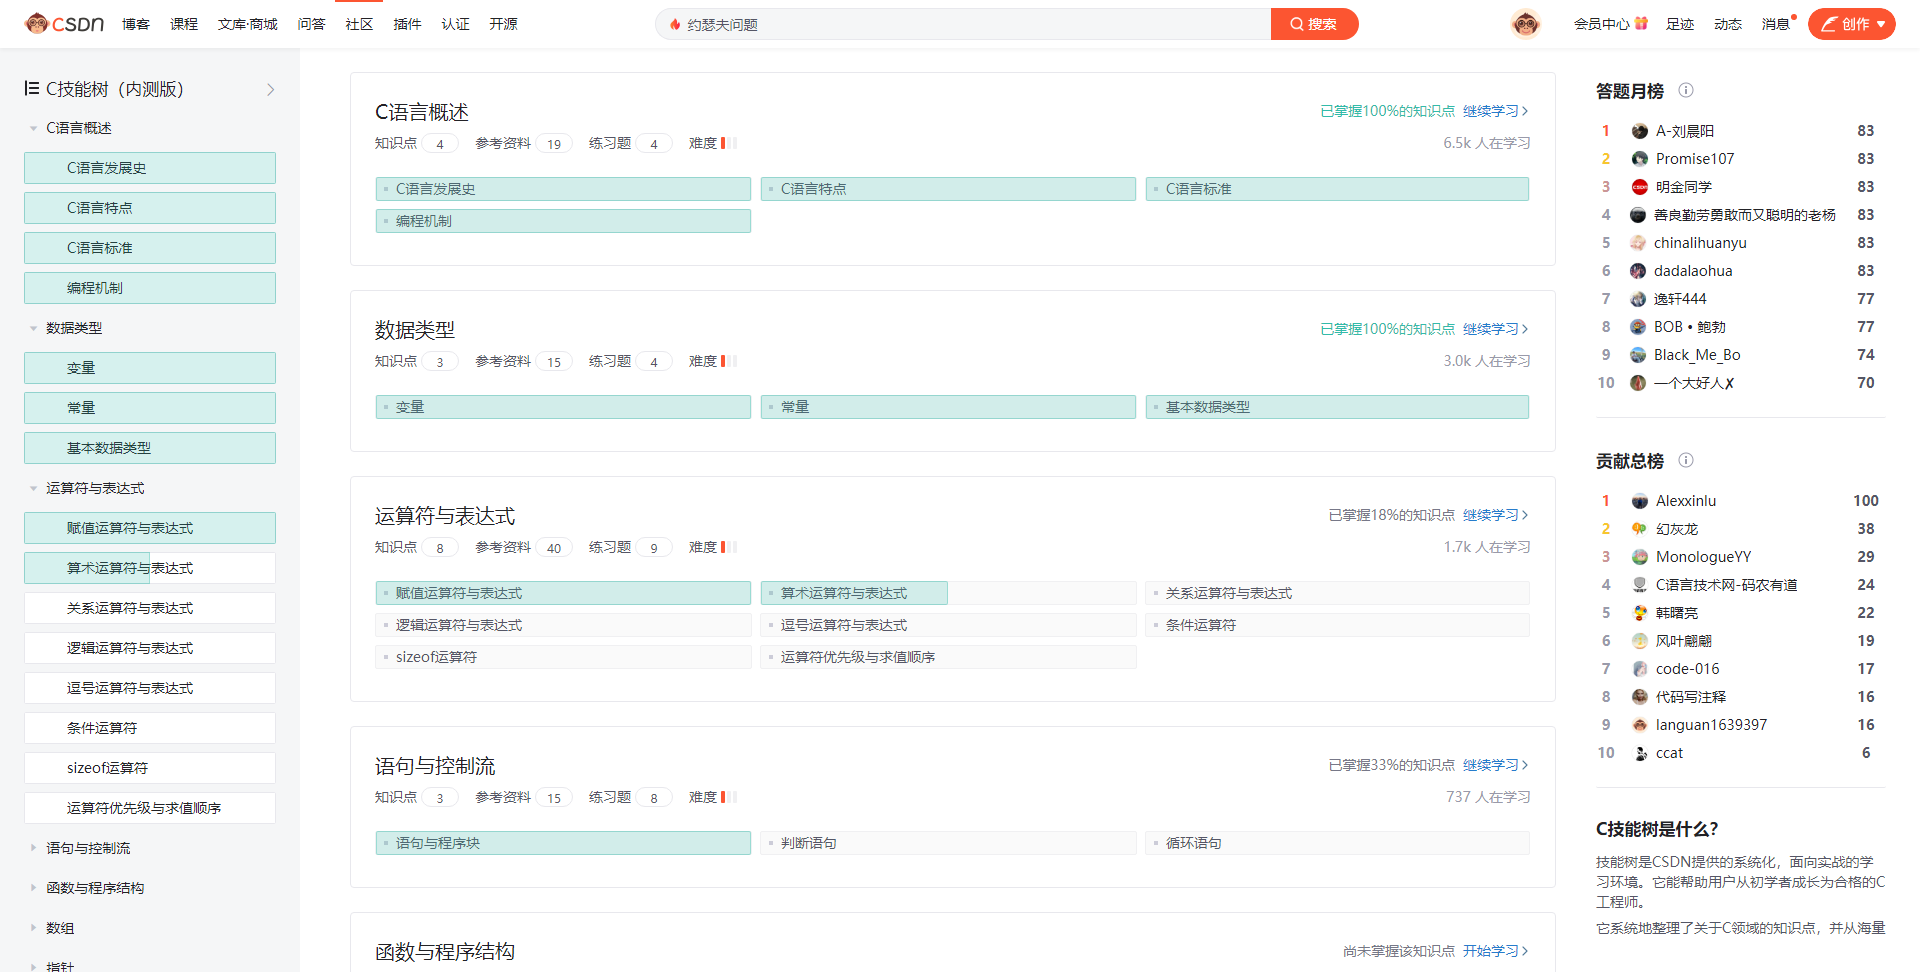 CSDN 博客 课程 文库·商城 问答 社区 插件 认证 开源 约瑟夫问题 搜索 会员中心 足迹 动态 消息 创作
C技能树（内测版）
C语言概述
C语言发展史
C语言特点
C语言标准
编程机制
数据类型
变量
常量
基本数据类型
运算符与表达式
赋值运算符与表达式
算术运算符与表达式
关系运算符与表达式
逻辑运算符与表达式
逗号运算符与表达式
条件运算符
sizeof运算符
运算符优先级与求值顺序
语句与控制流
函数与程序结构
数组
指针
C语言概述 已掌握100%的知识点 继续学习
知识点 4 参考资料 19 练习题 4 难度 6.5k 人在学习
C语言发展史 C语言特点 C语言标准
编程机制
数据类型 已掌握100%的知识点 继续学习
知识点 3 参考资料 15 练习题 4 难度 3.0k 人在学习
变量 常量 基本数据类型
运算符与表达式 已掌握18%的知识点 继续学习
知识点 8 参考资料 40 练习题 9 难度 1.7k 人在学习
赋值运算符与表达式 算术运算符与表达式 关系运算符与表达式
逻辑运算符与表达式 逗号运算符与表达式 条件运算符
sizeof运算符 运算符优先级与求值顺序
语句与控制流 已掌握33%的知识点 继续学习
知识点 3 参考资料 15 练习题 8 难度 737 人在学习
语句与程序块 判断语句 循环语句
函数与程序结构 尚未掌握该知识点 开始学习
答题月榜
1 A-刘晨阳 83
2 Promise107 83
3 明金同学 83
4 善良勤劳勇敢而又聪明的老杨 83
5 chinalihuanyu 83
6 dadalaohua 83
7 逸轩444 77
8 BOB • 鲍勃 77
9 Black_Me_Bo 74
10 一个大好人✗ 70
贡献总榜
1 Alexxinlu 100
2 幻灰龙 38
3 MonologueYY 29
4 C语言技术网-码农有道 24
5 韩曙亮 22
6 风叶翩翩 19
7 code-016 17
8 代码写注释 16
9 languan1639397 16
10 ccat 6
C技能树是什么？
技能树是CSDN提供的系统化，面向实战的学
习环境。它能帮助用户从初学者成长为合格的C
工程师。
它系统地整理了关于C领域的知识点，并从海量